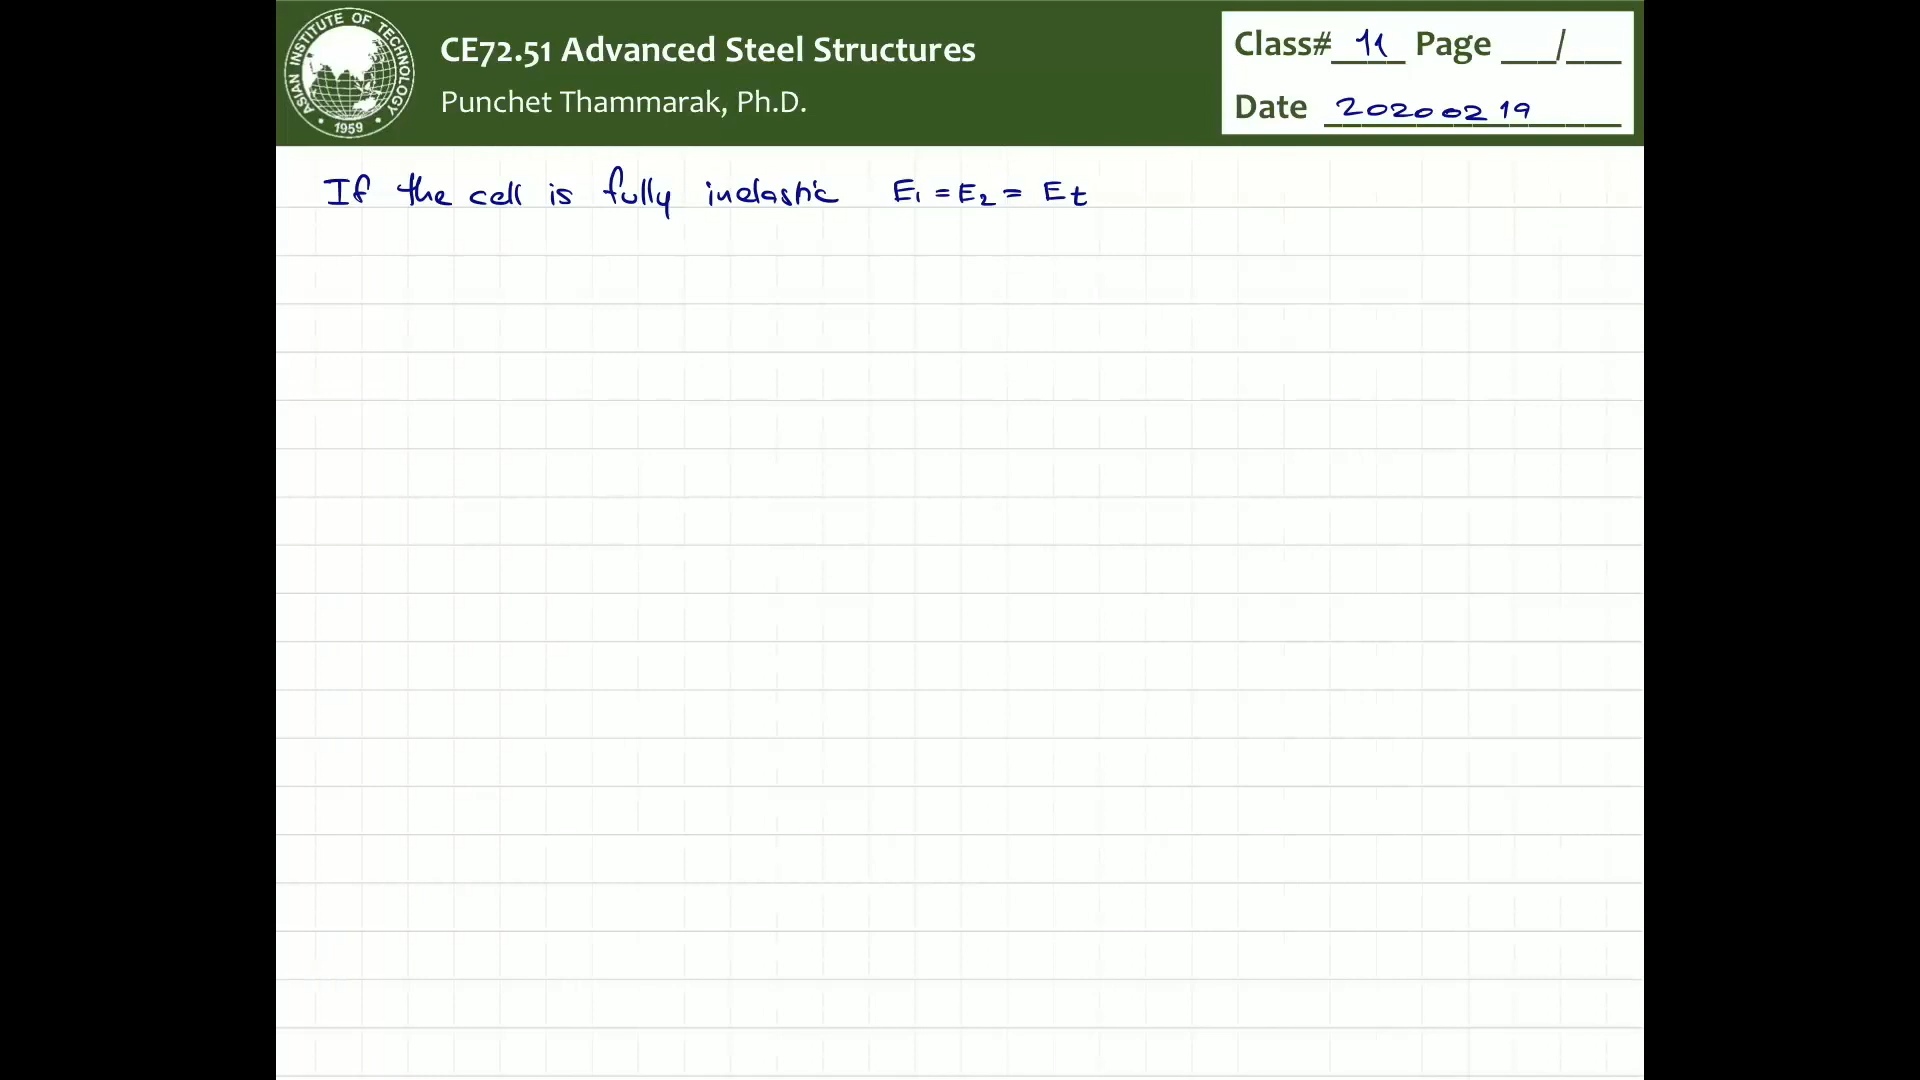 ASIAN INSTITUTE OF TECHNOLOGY
1959
CE72.51 Advanced Steel Structures
Punchet Thammarak, Ph.D.
Class# 11 Page ___/___
Date 20200219
If the cell is fully inelastic E₁ = E₂ = Et